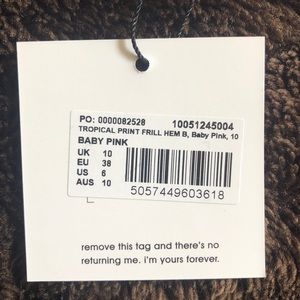 PO: 0000082528 10051245004
TROPICAL PRINT FRILL HEM B, Baby Pink, 10
BABY PINK
UK 10
EU 38
US 6
AUS 10
5057449603618
remove this tag and there's no
returning me. i'm yours forever.